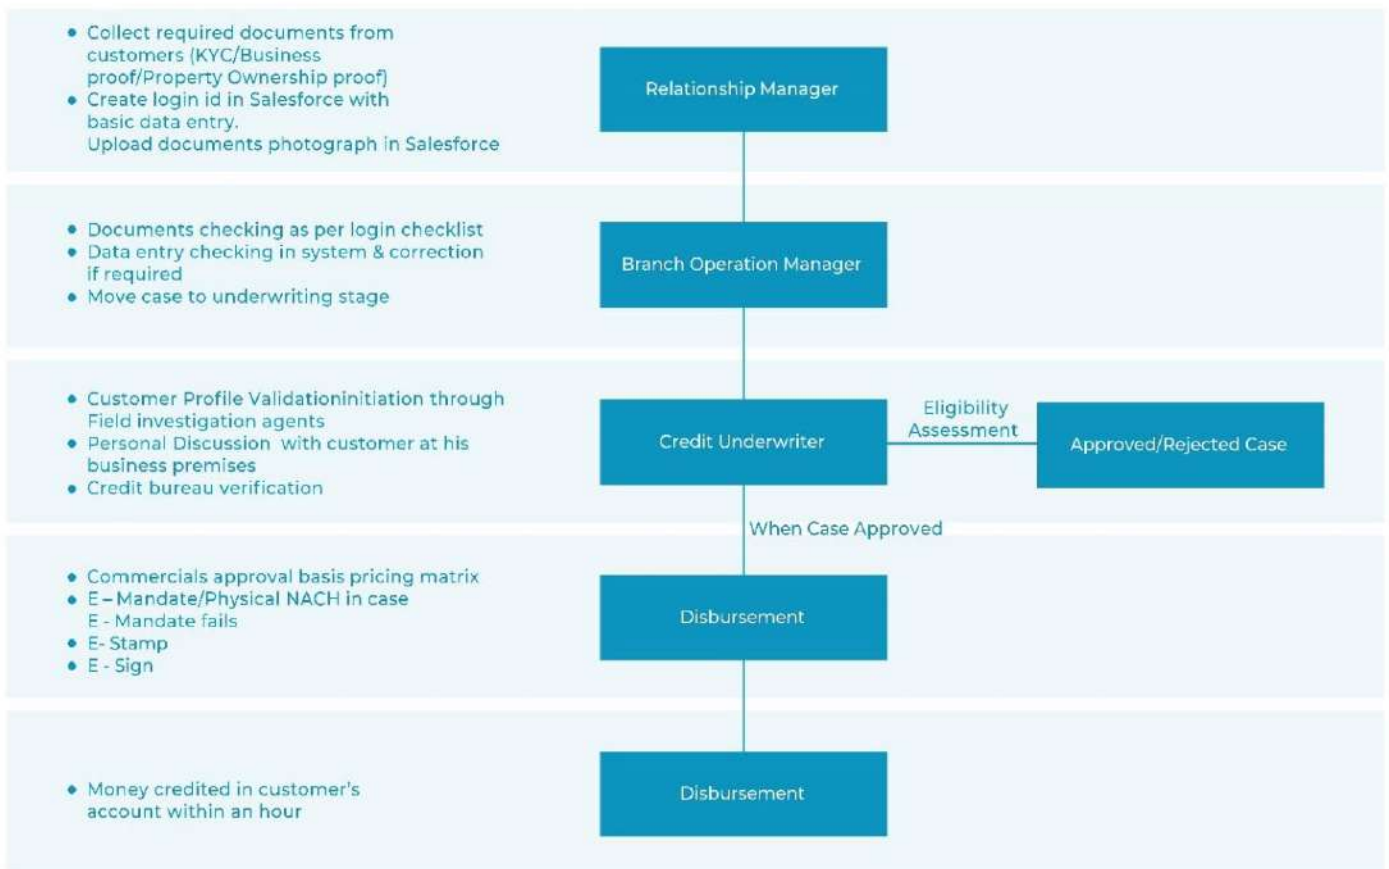 • Collect required documents from
customers (KYC/Business
proof/Property Ownership proof)
• Create login id in Salesforce with
basic data entry.
Upload documents photograph in Salesforce
Relationship Manager
• Documents checking as per login checklist
• Data entry checking in system & correction
if required
• Move case to underwriting stage
Branch Operation Manager
• Customer Profile Validationinitiation through
Field investigation agents
• Personal Discussion with customer at his
business premises
• Credit bureau verification
Credit Underwriter
Eligibility
Assessment
Approved/Rejected Case
When Case Approved
• Commercials approval basis pricing matrix
• E – Mandate/Physical NACH in case
E - Mandate fails
• E- Stamp
• E - Sign
Disbursement
• Money credited in customer's
account within an hour
Disbursement